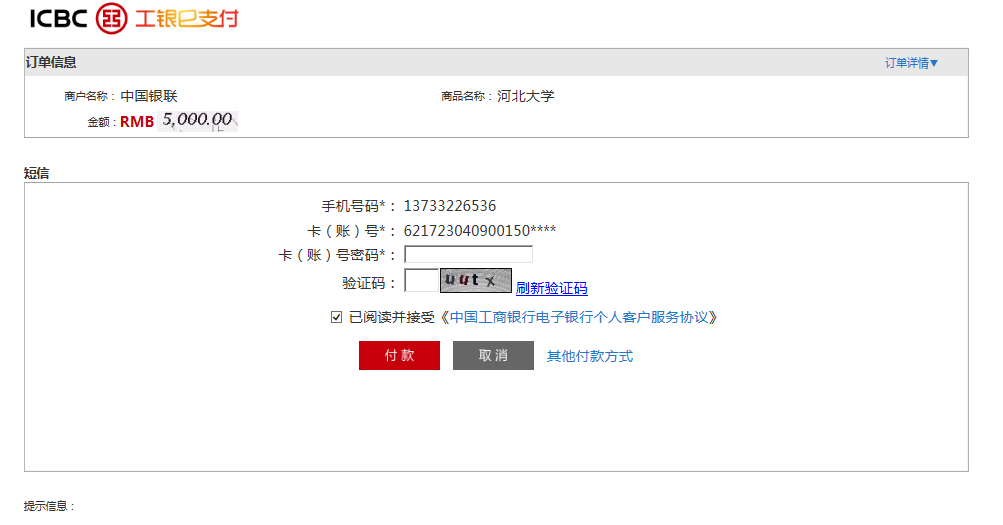 ICBC 工银e支付
订单信息 订单详情▼
商户名称：中国银联 商品名称：河北大学
金额：RMB 5,000.00
短信
手机号码*： 13733226536
卡（账）号*： 621723040900150****
卡（账）号密码*：
验证码： uutx 刷新验证码
已阅读并接受《中国工商银行电子银行个人客户服务协议》
付 款 取 消 其他付款方式
提示信息：